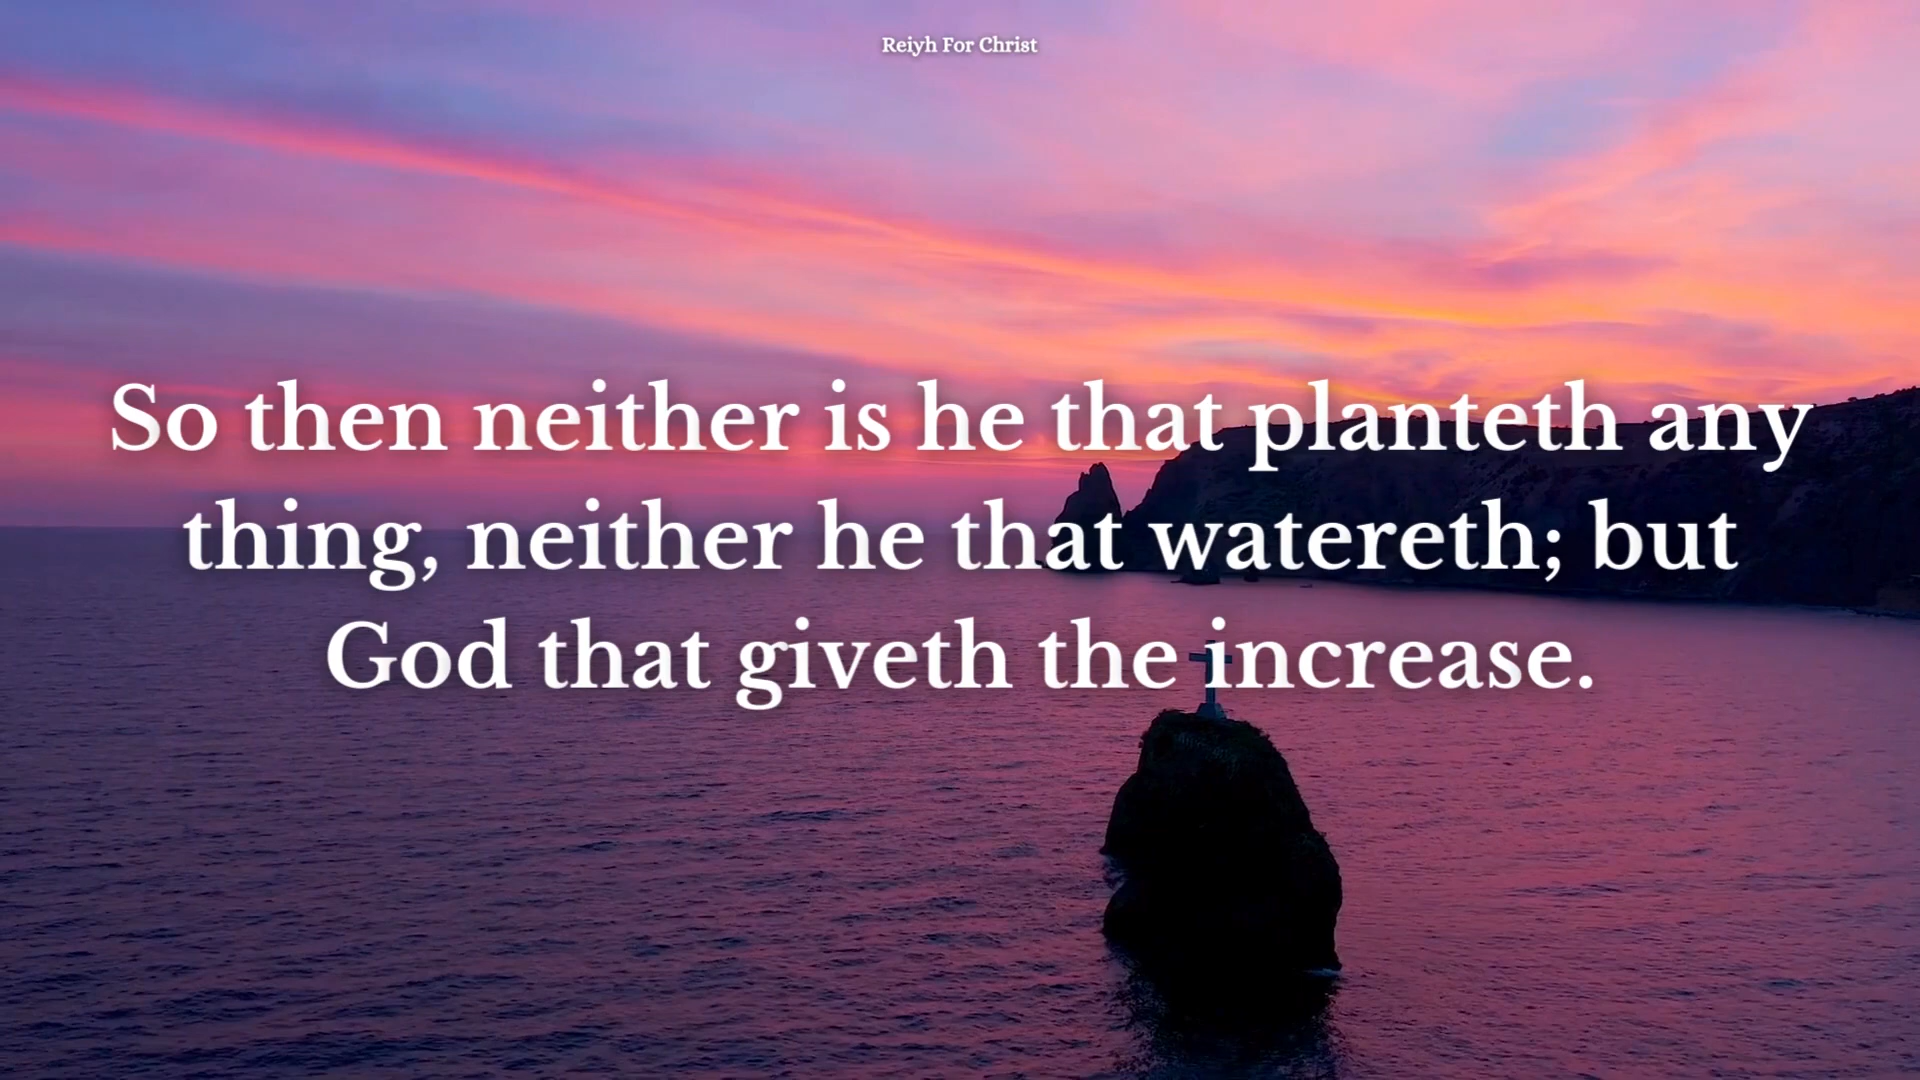 Reiyh For Christ
So then neither is he that planteth any
thing, neither he that watereth; but
God that giveth the increase.